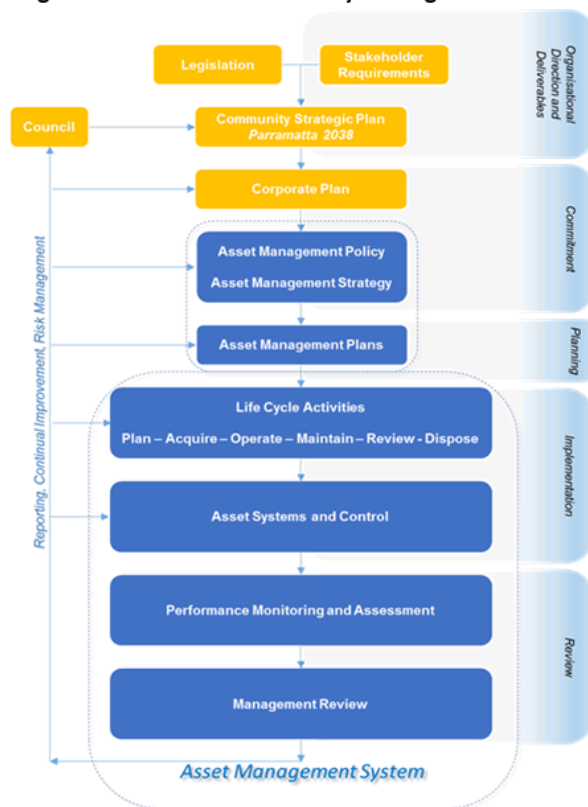 Legislation
Stakeholder
Requirements
Council
Community Strategic Plan
Parramatta 2038
Corporate Plan
Asset Management Policy
Asset Management Strategy
Asset Management Plans
Life Cycle Activities
Plan – Acquire – Operate – Maintain – Review - Dispose
Asset Systems and Control
Performance Monitoring and Assessment
Management Review
Asset Management System
Reporting, Continual Improvement, Risk Management
Organisational
Direction and
Deliverables
Commitment
Planning
Implementation
Review